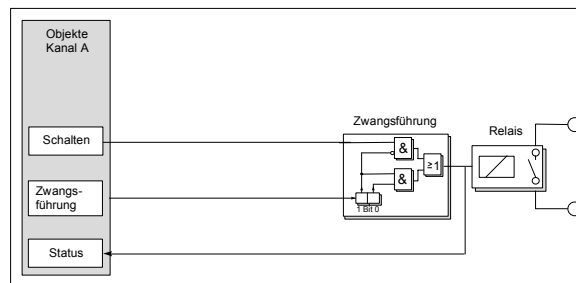 Objekte
Kanal A
Schalten
Zwangs-
führung
Status
Zwangsführung
&
&
≥1
1 Bit 0
Relais